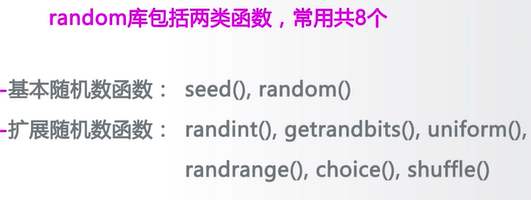 random库包括两类函数，常用共8个
-基本随机数函数： seed(), random()
-扩展随机数函数： randint(), getrandbits(), uniform(),
randrange(), choice(), shuffle()